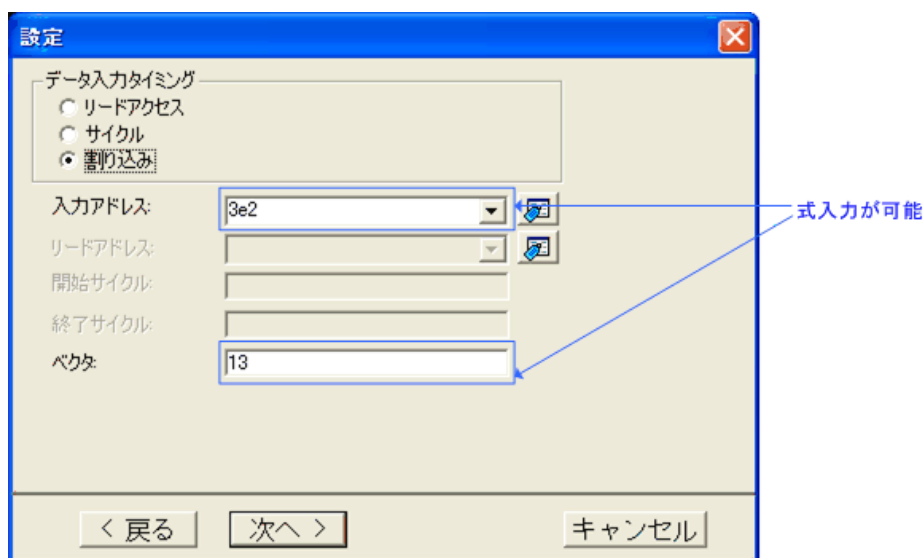 設定
データ入力タイミング
リードアクセス
サイクル
割り込み
入力アドレス: 3e2
式入力が可能
リードアドレス:
開始サイクル:
終了サイクル:
ベクタ: 13
< 戻る 次へ > キャンセル